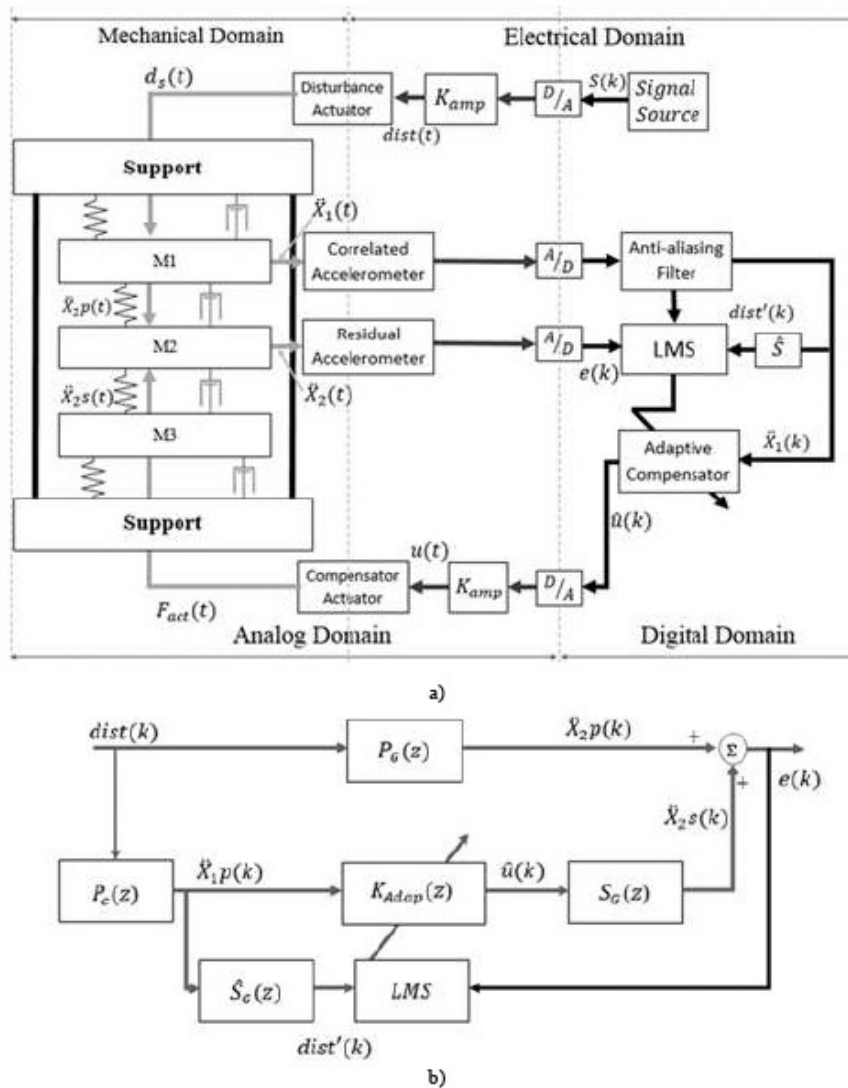 Mechanical Domain
Electrical Domain
d_s(t)
Disturbance
Actuator
dist(t)
K_amp
D/A
S(k)
Signal
Source
Support
Ẍ_1(t)
M1
Correlated
Accelerometer
A/D
Anti-aliasing
Filter
Ẍ_2p(t)
dist'(k)
M2
Residual
Accelerometer
A/D
LMS
Ŝ
e(k)
Ẍ_2s(t)
Ẍ_2(t)
M3
Adaptive
Compensator
Ẍ_1(k)
û(k)
Support
u(t)
Compensator
Actuator
K_amp
D/A
F_act(t)
Analog Domain
Digital Domain
a)
dist(k)
P_G(z)
Ẍ_2p(k)
+
Σ
+
e(k)
Ẍ_2s(k)
P_c(z)
Ẍ_1p(k)
K_Adap(z)
û(k)
S_G(z)
Ŝ_G(z)
LMS
dist'(k)
b)